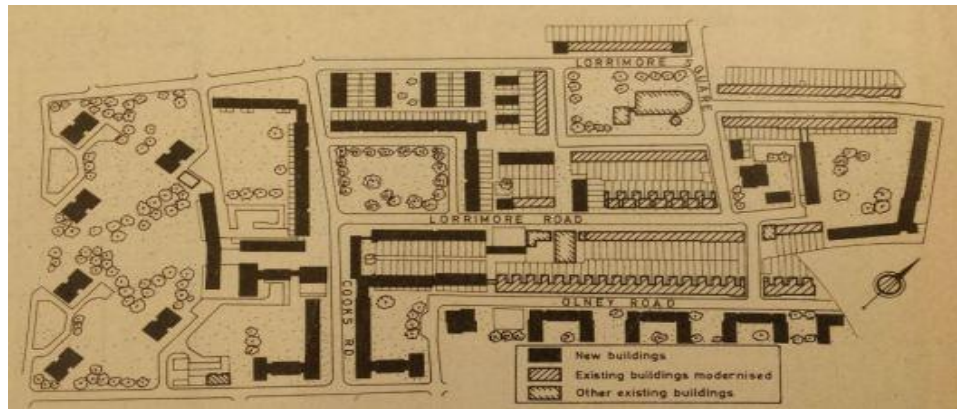 LORRIMORE SQUARE
LORRIMORE ROAD
COOKS RD
OLNEY ROAD
New buildings
Existing buildings modernised
Other existing buildings